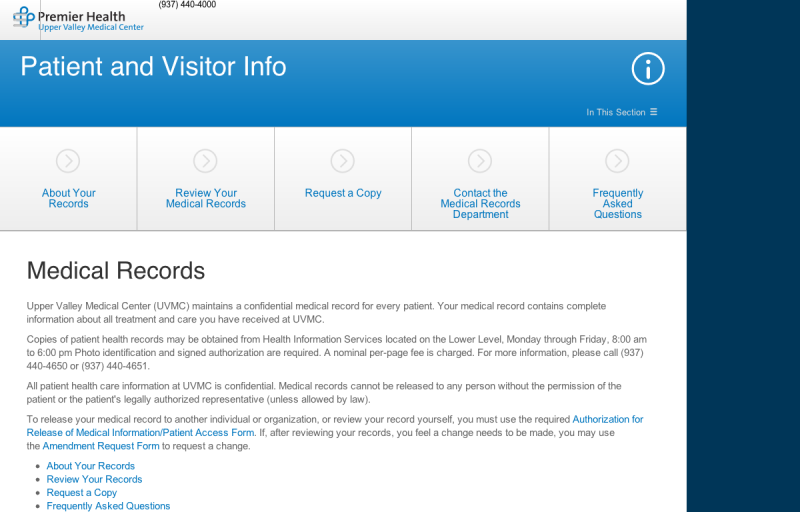 (937) 440-4000
Premier Health
Upper Valley Medical Center
Patient and Visitor Info
In This Section
About Your
Records
Review Your
Medical Records
Request a Copy
Contact the
Medical Records
Department
Frequently
Asked
Questions
Medical Records
Upper Valley Medical Center (UVMC) maintains a confidential medical record for every patient. Your medical record contains complete
information about all treatment and care you have received at UVMC.
Copies of patient health records may be obtained from Health Information Services located on the Lower Level, Monday through Friday, 8:00 am
to 6:00 pm Photo identification and signed authorization are required. A nominal per-page fee is charged. For more information, please call (937)
440-4650 or (937) 440-4651.
All patient health care information at UVMC is confidential. Medical records cannot be released to any person without the permission of the
patient or the patient's legally authorized representative (unless allowed by law).
To release your medical record to another individual or organization, or review your record yourself, you must use the required Authorization for
Release of Medical Information/Patient Access Form. If, after reviewing your records, you feel a change needs to be made, you may use
the Amendment Request Form to request a change.
• About Your Records
• Review Your Records
• Request a Copy
• Frequently Asked Questions